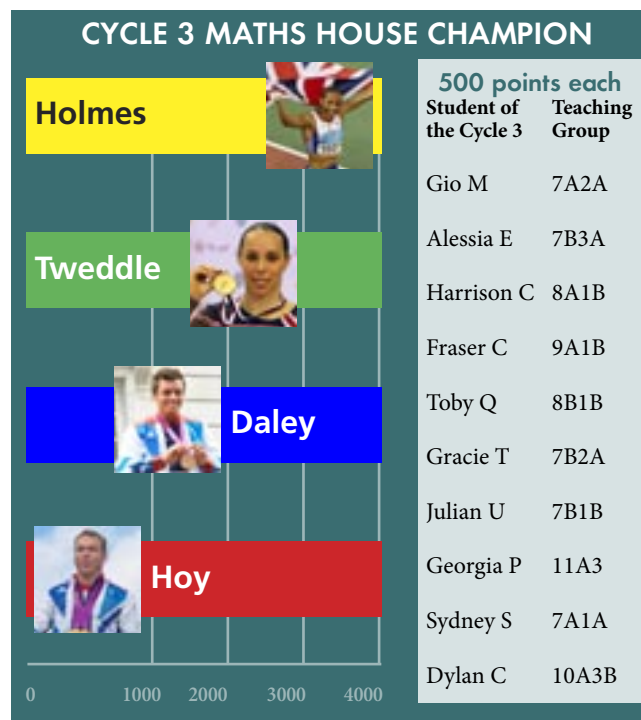 CYCLE 3 MATHS HOUSE CHAMPION
Holmes
Tweddle
Daley
Hoy
0 1000 2000 3000 4000
500 points each
Student of the Cycle 3 Teaching Group
Gio M 7A2A
Alessia E 7B3A
Harrison C 8A1B
Fraser C 9A1B
Toby Q 8B1B
Gracie T 7B2A
Julian U 7B1B
Georgia P 11A3
Sydney S 7A1A
Dylan C 10A3B